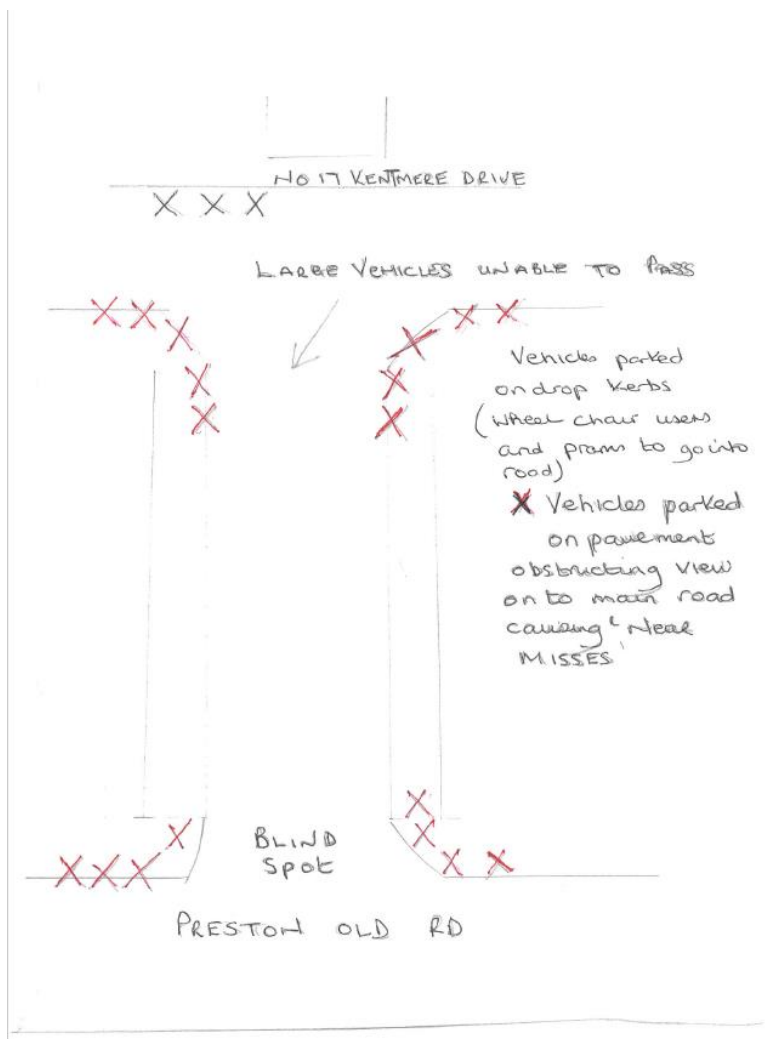 NO 17 KENTMERE DRIVE
X X X
LARGE VEHICLES UNABLE TO PASS
Vehicles parked
on drop kerbs
(wheel chair users
and prams to go into
road)
X Vehicles parked
on pavement
obstructing view
on to main road
causing 'Near
MISSES'
BLIND
Spot
PRESTON OLD RD